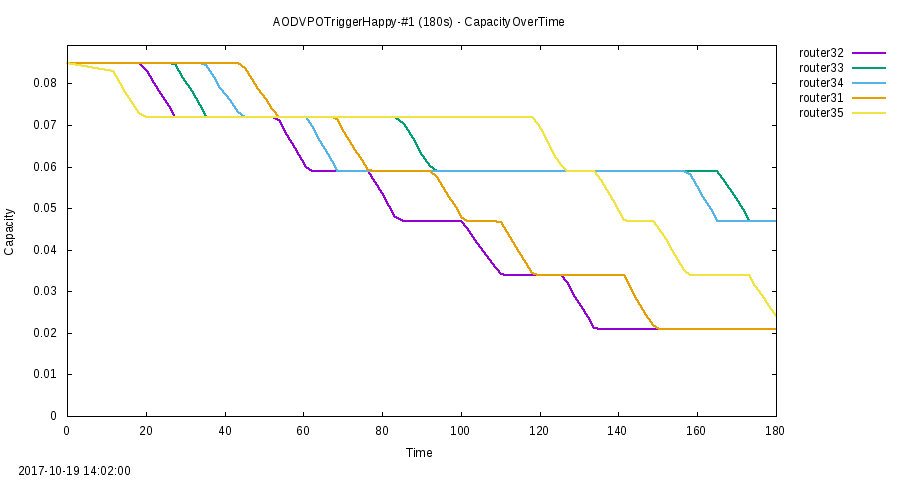 AODVPOTriggerHappy-#1 (180s) - CapacityOverTime
router32
router33
router34
router31
router35
Capacity
0.08
0.07
0.06
0.05
0.04
0.03
0.02
0.01
0
0 20 40 60 80 100 120 140 160 180
Time
2017-10-19 14:02:00